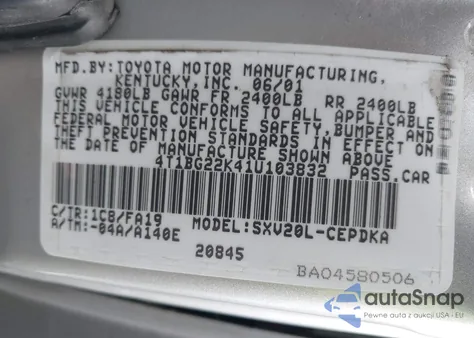 MFD.BY:TOYOTA MOTOR MANUFACTURING,
KENTUCKY, INC. 06/01
GVWR 4180LB GAWR FR 2400LB RR 2400LB
THIS VEHICLE CONFORMS TO ALL APPLICABLE
FEDERAL MOTOR VEHICLE SAFETY,BUMPER AND
THEFT PREVENTION STANDARDS IN EFFECT ON
THE DATE OF MANUFACTURE SHOWN ABOVE.
4T1BG22K41U103832 PASS.CAR
C/TR:1C8/FA19 MODEL:SXV20L-CEPDKA
A/TM:-04A/A140E
20845
BA04580506
autoSnap
Pewne auta z aukcji USA - EU